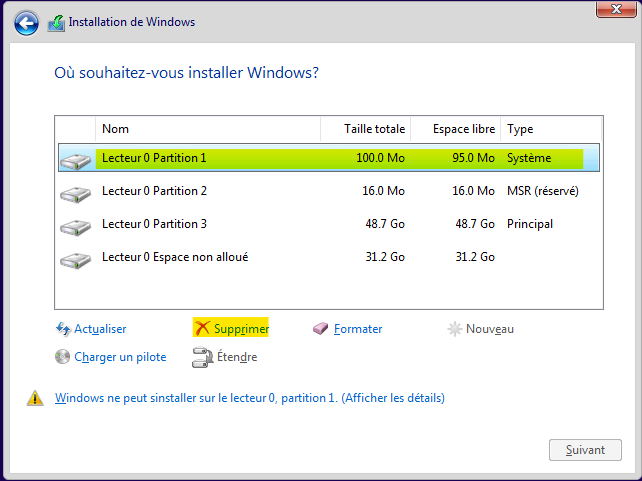 Installation de Windows
Où souhaitez-vous installer Windows?
Nom Taille totale Espace libre Type
Lecteur 0 Partition 1 100.0 Mo 95.0 Mo Système
Lecteur 0 Partition 2 16.0 Mo 16.0 Mo MSR (réservé)
Lecteur 0 Partition 3 48.7 Go 48.7 Go Principal
Lecteur 0 Espace non alloué 31.2 Go 31.2 Go
Actualiser Supprimer Formater Nouveau
Charger un pilote Étendre
Windows ne peut sinstaller sur le lecteur 0, partition 1. (Afficher les détails)
Suivant